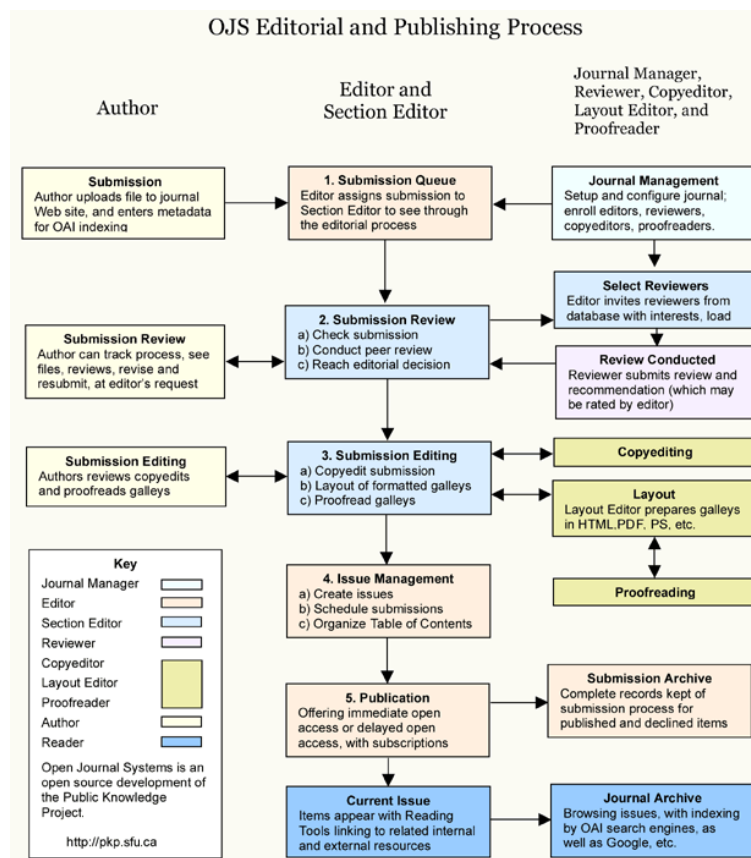 OJS Editorial and Publishing Process
Author
Editor and
Section Editor
Journal Manager,
Reviewer, Copyeditor,
Layout Editor, and
Proofreader
Submission
Author uploads file to journal
Web site, and enters metadata
for OAI indexing
1. Submission Queue
Editor assigns submission to
Section Editor to see through
the editorial process
Journal Management
Setup and configure journal;
enroll editors, reviewers,
copyeditors, proofreaders.
Select Reviewers
Editor invites reviewers from
database with interests, load
2. Submission Review
a) Check submission
b) Conduct peer review
c) Reach editorial decision
Submission Review
Author can track process, see
files, reviews, revise and
resubmit, at editor's request
Review Conducted
Reviewer submits review and
recommendation (which may
be rated by editor)
3. Submission Editing
a) Copyedit submission
b) Layout of formatted galleys
c) Proofread galleys
Submission Editing
Authors reviews copyedits
and proofreads galleys
Copyediting
Layout
Layout Editor prepares galleys
in HTML,PDF, PS, etc.
Proofreading
Key
Journal Manager
Editor
Section Editor
Reviewer
Copyeditor
Layout Editor
Proofreader
Author
Reader
Open Journal Systems is an
open source development of
the Public Knowledge
Project.
http://pkp.sfu.ca
4. Issue Management
a) Create issues
b) Schedule submissions
c) Organize Table of Contents
5. Publication
Offering immediate open
access or delayed open
access, with subscriptions
Submission Archive
Complete records kept of
submission process for
published and declined items
Current Issue
Items appear with Reading
Tools linking to related internal
and external resources
Journal Archive
Browsing issues, with indexing
by OAI search engines, as
well as Google, etc.